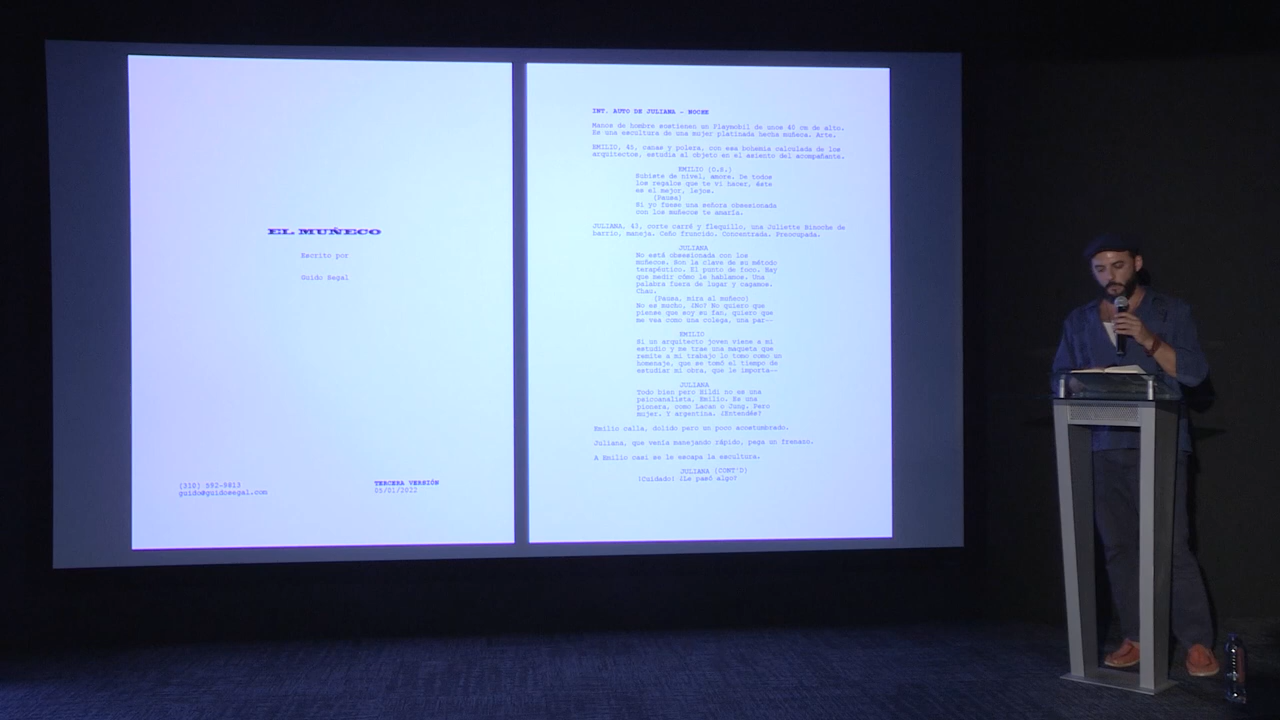 EL MUÑECO
Escrito por
Guido Segal
(310) 592-9813
guido@guidosegal.com
TERCERA VERSIÓN
05/01/2022
INT. AUTO DE JULIANA - NOCHE
Manos de hombre sostienen un Playmobil de unos 40 cm de alto.
Es una escultura de una mujer platinada hecha muñeca. Arte.
EMILIO, 45, canas y polera, con esa bohemia calculada de los
arquitectos, estudia al objeto en el asiento del acompañante.
EMILIO (O.S.)
Subiste de nivel, amore. De todos
los regalos que te vi hacer, éste
es el mejor, lejos.
(Pausa)
Si yo fuese una señora obsesionada
con los muñecos te amaría.
JULIANA, 43, corte carré y flequillo, una Juliette Binoche de
barrio, maneja. Ceño fruncido. Concentrada. Preocupada.
JULIANA
No está obsesionada con los
muñecos. Son la clave de su método
terapéutico. El punto de foco. Hay
que medir cómo le hablamos. Una
palabra fuera de lugar y cagamos.
Chau.
(Pausa, mira al muñeco)
No es mucho, ¿No? No quiero que
piense que soy su fan, quiero que
me vea como una colega, una par--
EMILIO
Si un arquitecto joven viene a mi
estudio y me trae una maqueta que
remite a mi trabajo lo tomo como un
homenaje, que se tomó el tiempo de
estudiar mi obra, que le importa--
JULIANA
Todo bien pero Hildi no es una
psicoanalista, Emilio. Es una
pionera, como Lacan o Jung. Pero
mujer. Y argentina. ¿Entendés?
Emilio calla, dolido pero un poco acostumbrado.
Juliana, que venía manejando rápido, pega un frenazo.
A Emilio casi se le escapa la escultura.
JULIANA (CONT'D)
¡Cuidado! ¿Le pasó algo?